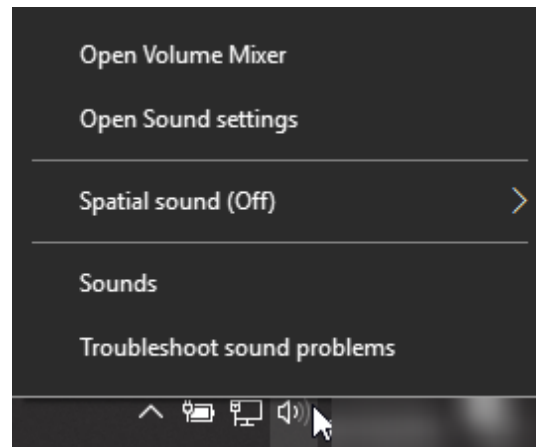 Open Volume Mixer
Open Sound settings
Spatial sound (Off)
Sounds
Troubleshoot sound problems